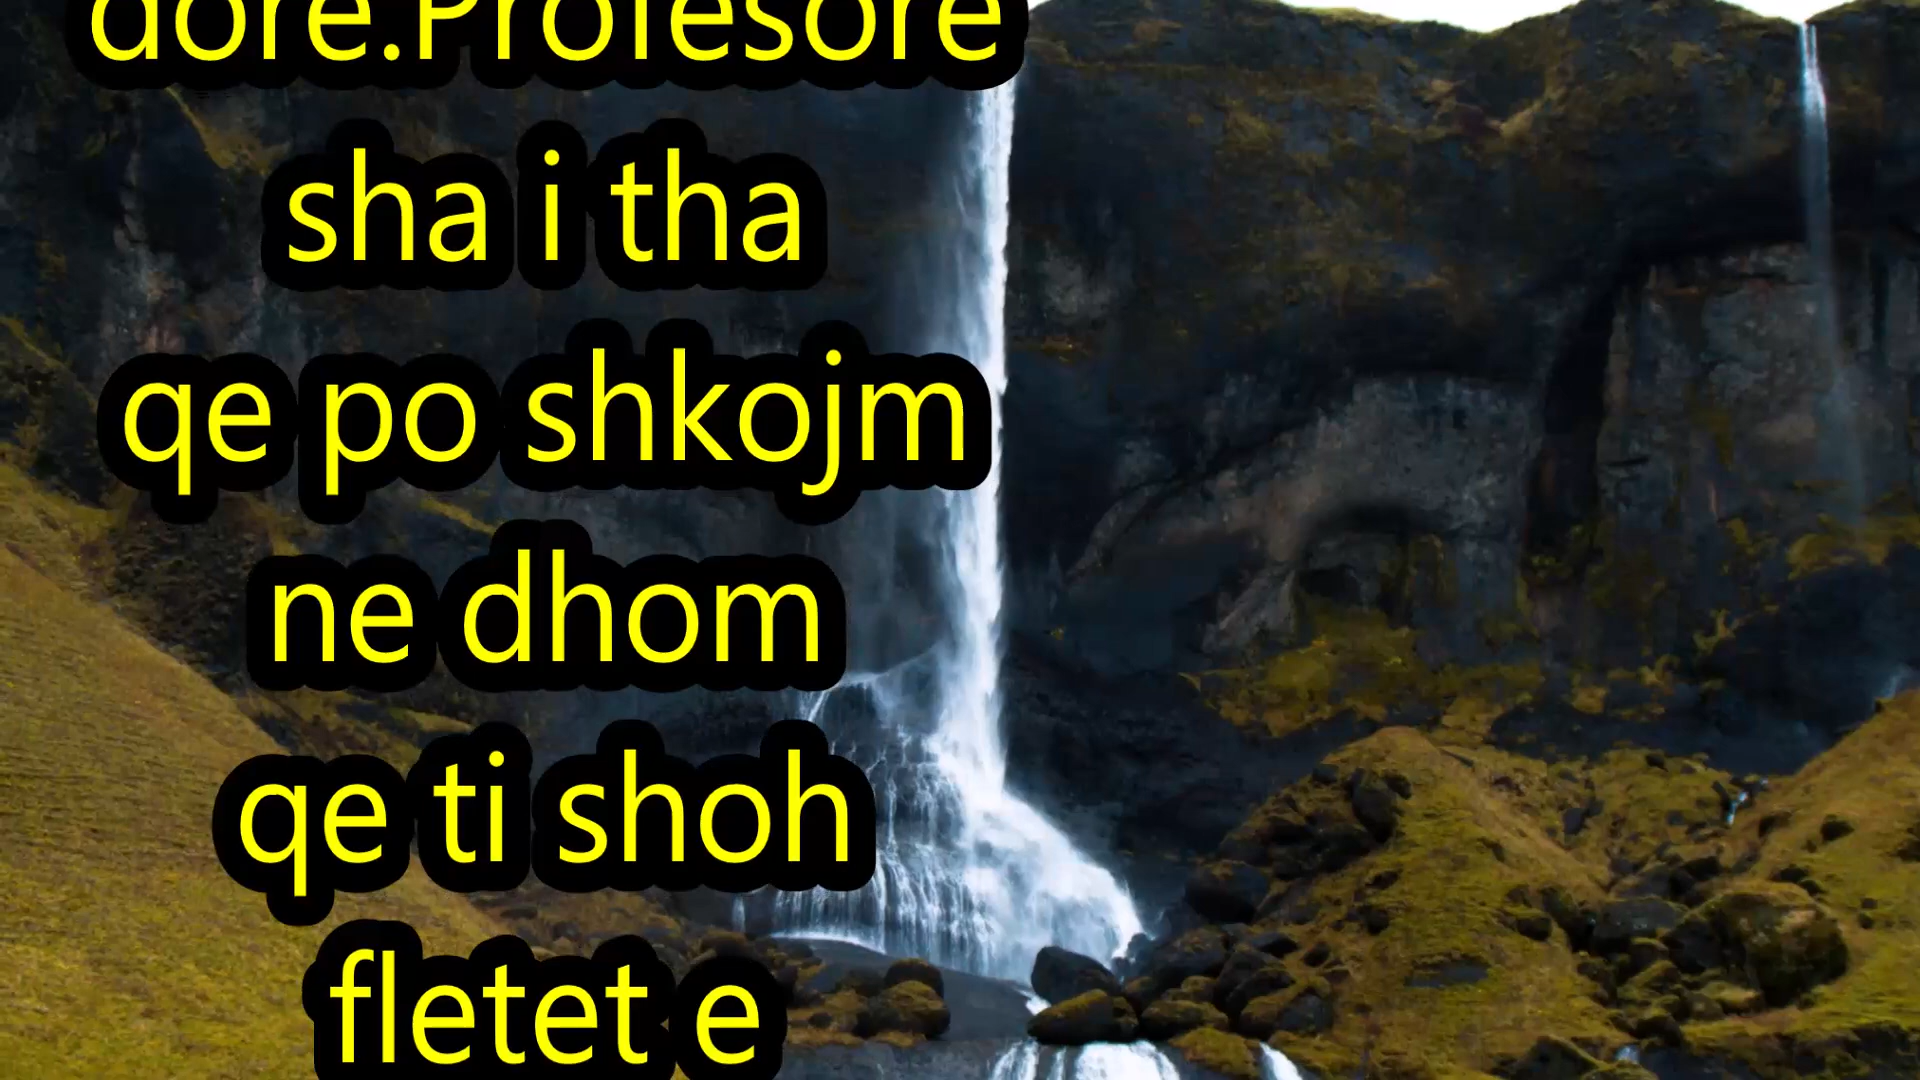 dore.Profesore
sha i tha
qe po shkojm
ne dhom
qe ti shoh
fletet e